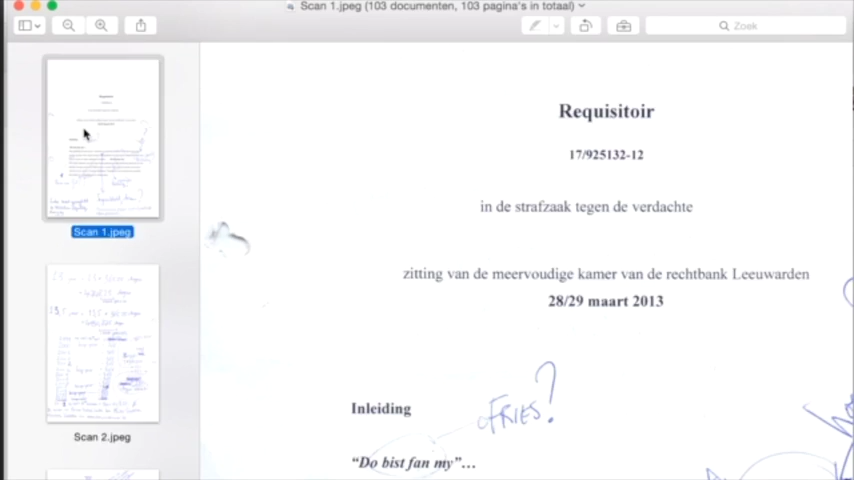 Scan 1.jpeg (103 documenten, 103 pagina's in totaal)
Zoek
Scan 1.jpeg
Scan 2.jpeg
Requisitoir
17/925132-12
in de strafzaak tegen de verdachte
zitting van de meervoudige kamer van de rechtbank Leeuwarden
28/29 maart 2013
Inleiding
FRIES?
"Do bist fan my"...